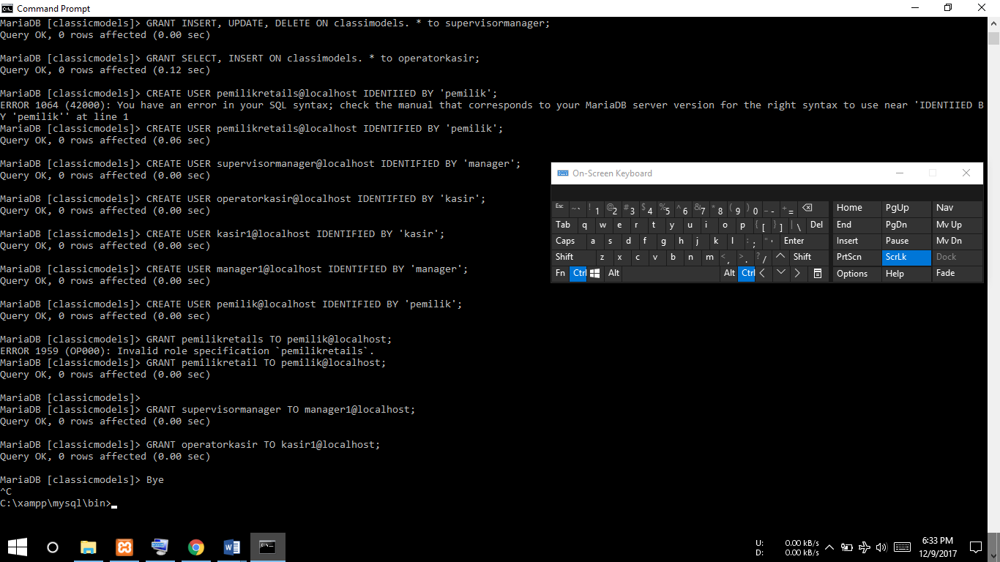 Command Prompt
MariaDB [classicmodels]> GRANT INSERT, UPDATE, DELETE ON classimodels. * to supervisormanager;
Query OK, 0 rows affected (0.00 sec)
MariaDB [classicmodels]> GRANT SELECT, INSERT ON classimodels. * to operatorkasir;
Query OK, 0 rows affected (0.12 sec)
MariaDB [classicmodels]> CREATE USER pemilikretails@localhost IDENTIIED BY 'pemilik';
ERROR 1064 (42000): You have an error in your SQL syntax; check the manual that corresponds to your MariaDB server version for the right syntax to use near 'IDENTIIED B
Y 'pemilik'' at line 1
MariaDB [classicmodels]> CREATE USER pemilikretails@localhost IDENTIFIED BY 'pemilik';
Query OK, 0 rows affected (0.06 sec)
MariaDB [classicmodels]> CREATE USER supervisormanager@localhost IDENTIFIED BY 'manager';
Query OK, 0 rows affected (0.00 sec)
MariaDB [classicmodels]> CREATE USER operatorkasir@localhost IDENTIFIED BY 'kasir';
Query OK, 0 rows affected (0.00 sec)
MariaDB [classicmodels]> CREATE USER kasir1@localhost IDENTIFIED BY 'kasir';
Query OK, 0 rows affected (0.00 sec)
MariaDB [classicmodels]> CREATE USER manager1@localhost IDENTIFIED BY 'manager';
Query OK, 0 rows affected (0.00 sec)
MariaDB [classicmodels]> CREATE USER pemilik@localhost IDENTIFIED BY 'pemilik';
Query OK, 0 rows affected (0.00 sec)
MariaDB [classicmodels]> GRANT pemilikretails TO pemilik@localhost;
ERROR 1959 (OP000): Invalid role specification `pemilikretails`.
MariaDB [classicmodels]> GRANT pemilikretail TO pemilik@localhost;
Query OK, 0 rows affected (0.00 sec)
MariaDB [classicmodels]>
MariaDB [classicmodels]> GRANT supervisormanager TO manager1@localhost;
Query OK, 0 rows affected (0.00 sec)
MariaDB [classicmodels]> GRANT operatorkasir TO kasir1@localhost;
Query OK, 0 rows affected (0.00 sec)
MariaDB [classicmodels]> Bye
^C
C:\xampp\mysql\bin>
On-Screen Keyboard
Esc ~ ` ! 1 @ 2 # 3 $ 4 % 5 ^ 6 & 7 * 8 ( 9 ) 0 _ - + = Home PgUp Nav
Tab q w e r t y u i o p { [ } ] | \ Del End PgDn Mv Up
Caps a s d f g h j k l : ; " ' Enter Insert Pause Mv Dn
Shift z x c v b n m < , > . ? / Shift PrtScn ScrLk Dock
Fn Ctrl Alt Alt Ctrl Options Help Fade
U: 0.00 kB/s
D: 0.00 kB/s
6:33 PM
12/9/2017